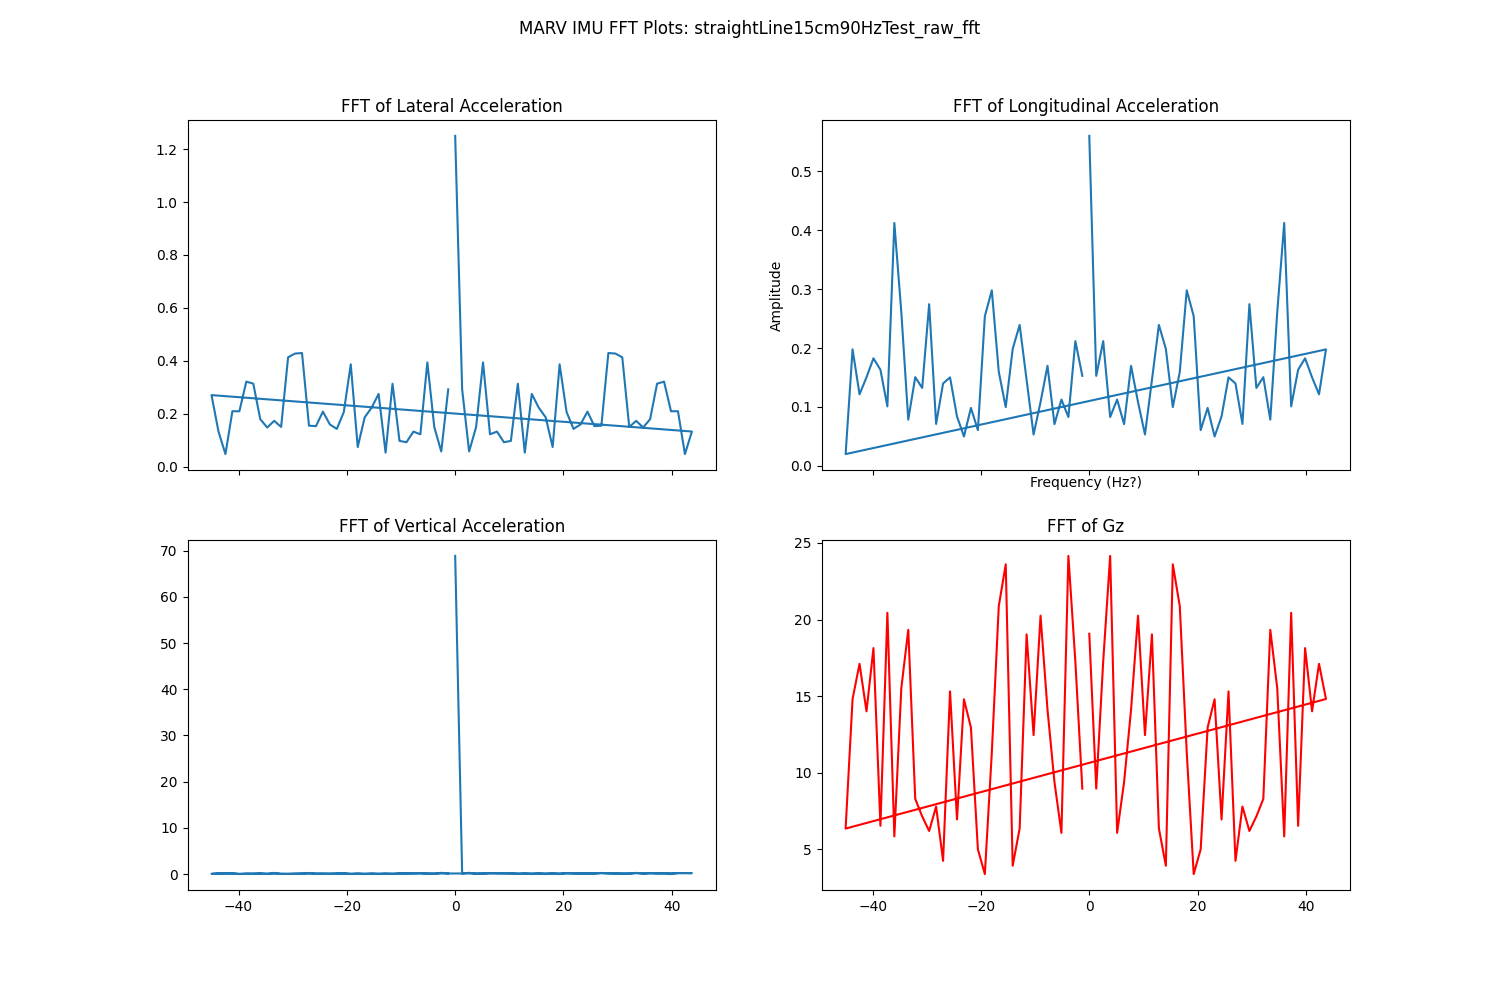 MARV IMU FFT Plots: straightLine15cm90HzTest_raw_fft
FFT of Lateral Acceleration
1.2
1.0
0.8
0.6
0.4
0.2
0.0
FFT of Longitudinal Acceleration
Amplitude
0.5
0.4
0.3
0.2
0.1
0.0
Frequency (Hz?)
FFT of Vertical Acceleration
70
60
50
40
30
20
10
0
−40 −20 0 20 40
FFT of Gz
25
20
15
10
5
−40 −20 0 20 40